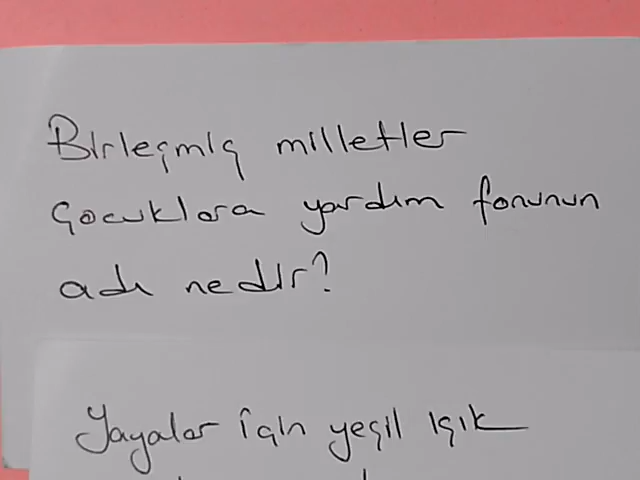 Birleşmiş milletler
Çocuklara yardım fonunun
adı nedir?
Yayalar için yeşil ışık